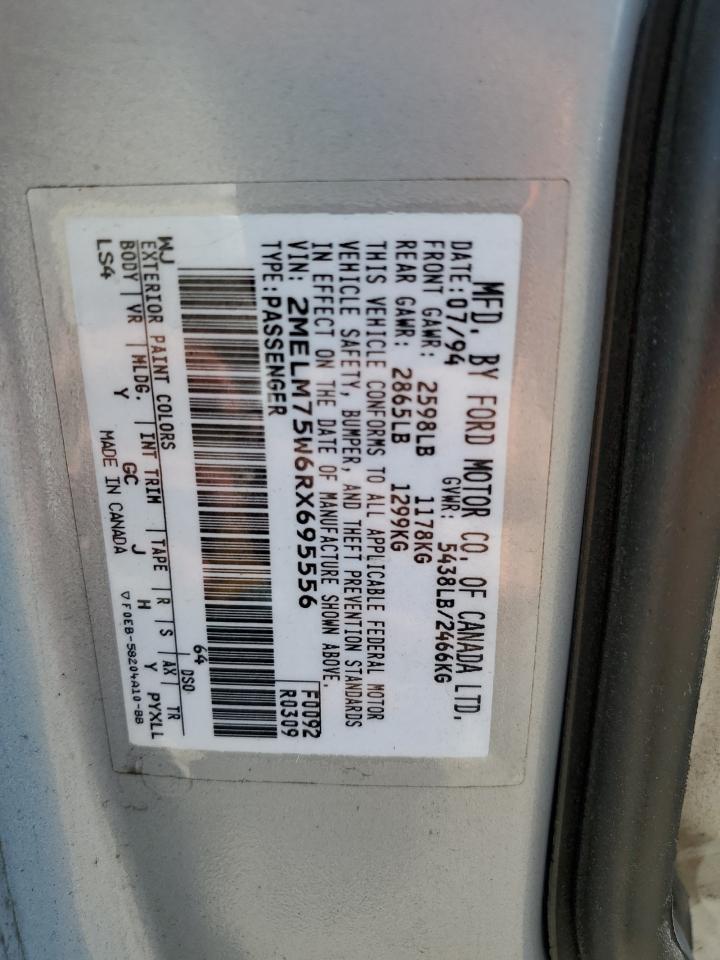 MFD. BY FORD MOTOR CO. OF CANADA LTD.
DATE: 07/94 GVWR: 5438LB/2466KG
FRONT GAWR: 2598LB 1178KG
REAR GAWR: 2865LB 1299KG
THIS VEHICLE CONFORMS TO ALL APPLICABLE FEDERAL MOTOR
VEHICLE SAFETY, BUMPER, AND THEFT PREVENTION STANDARDS
IN EFFECT ON THE DATE OF MANUFACTURE SHOWN ABOVE.
VIN: 2MELM75W6RX695556 F0092
TYPE: PASSENGER R0309
WJ 64
EXTERIOR PAINT COLORS DSO
BODY | VR | MLDG. | INT TRIM | TAPE | R | S | AX | TR
LS4 Y GC J H Y PYXLL
MADE IN CANADA ▽ F0EB-58204A10-BB